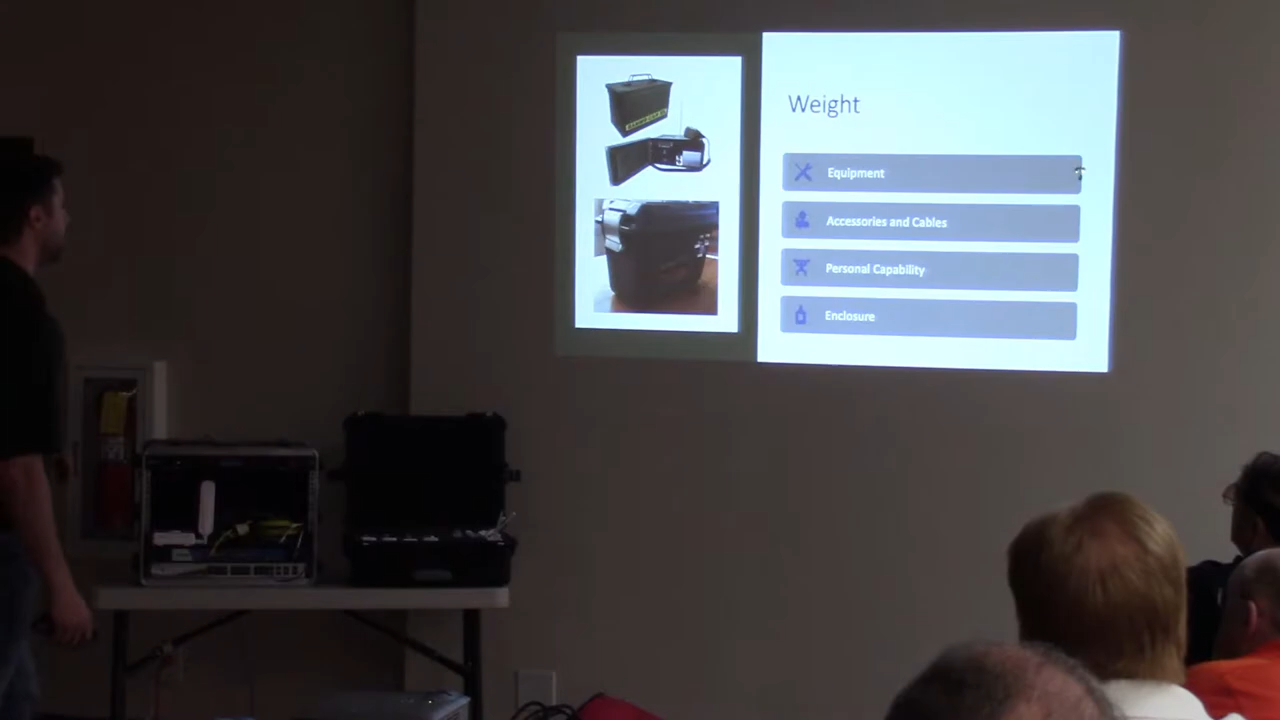 Weight
Equipment
Accessories and Cables
Personal Capability
Enclosure